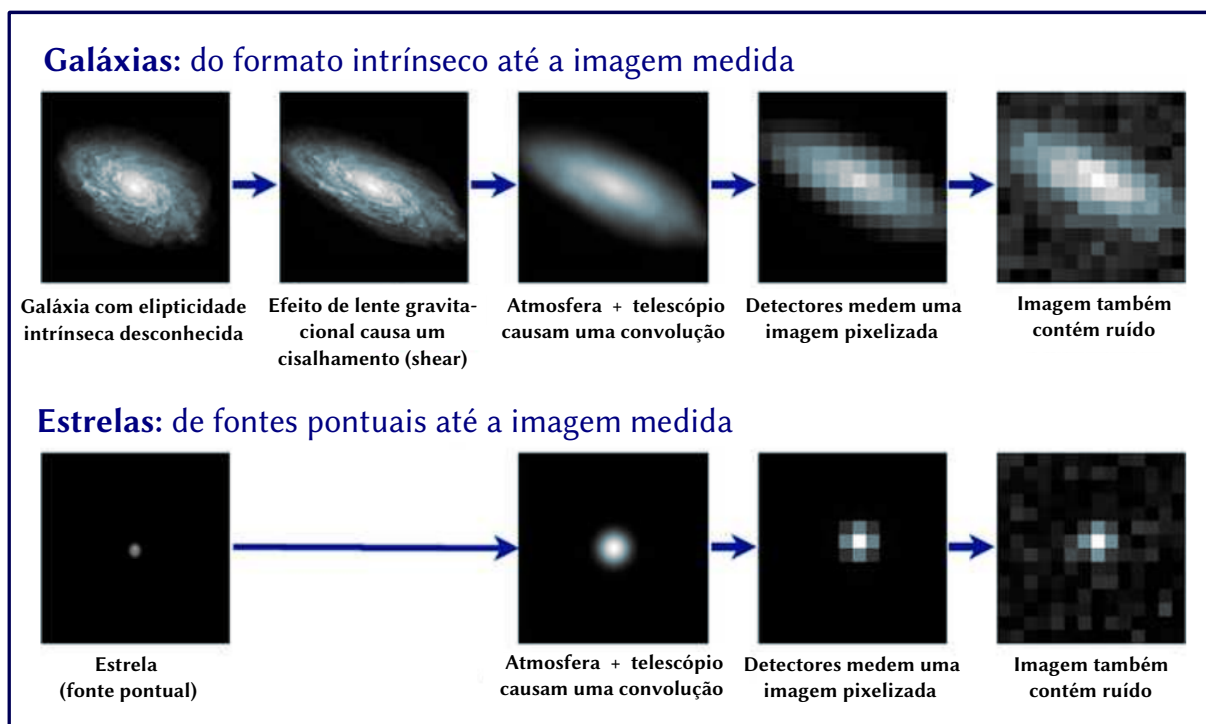 Galáxias: do formato intrínseco até a imagem medida
Galáxia com elipticidade
intrínseca desconhecida
Efeito de lente gravita-
cional causa um
cisalhamento (shear)
Atmosfera + telescópio
causam uma convolução
Detectores medem uma
imagem pixelizada
Imagem também
contém ruído
Estrelas: de fontes pontuais até a imagem medida
Estrela
(fonte pontual)
Atmosfera + telescópio
causam uma convolução
Detectores medem uma
imagem pixelizada
Imagem também
contém ruído